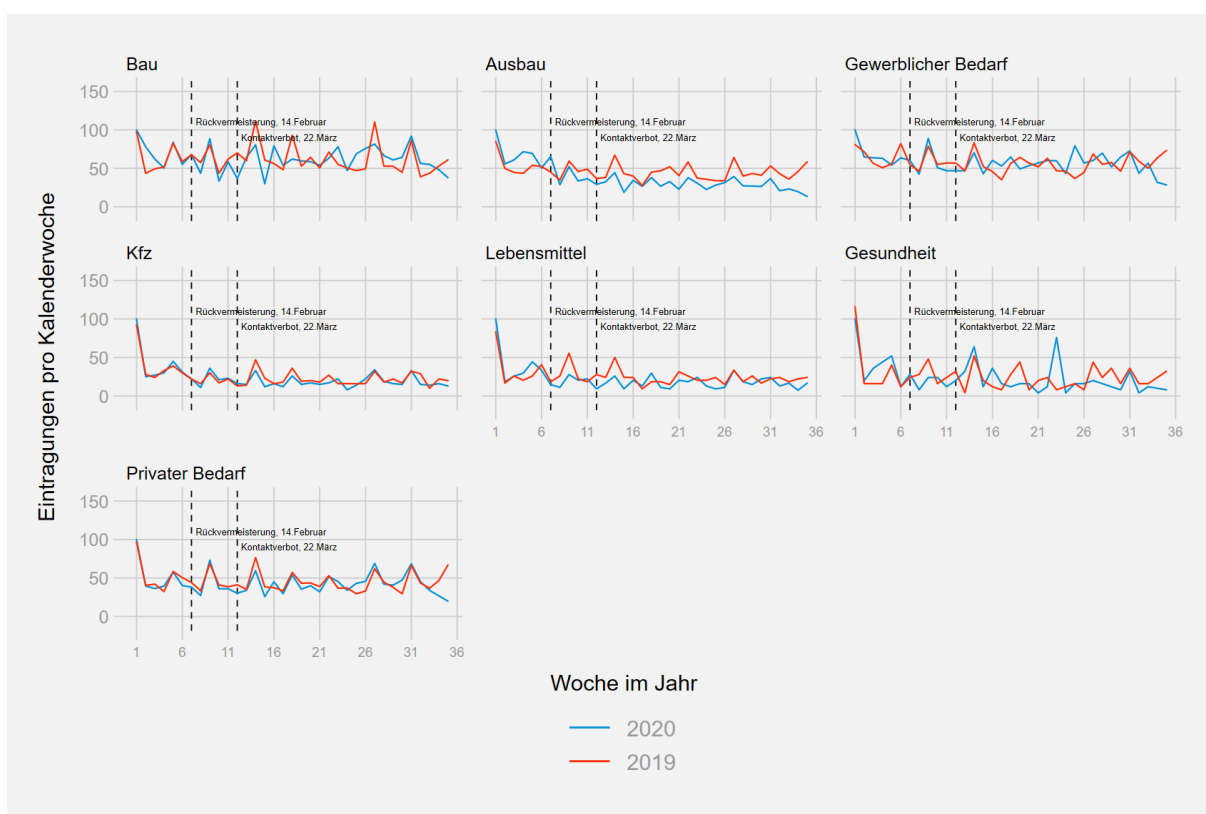 Bau
Ausbau
Gewerblicher Bedarf
150
100
50
0
Rückvermeisterung, 14.Februar
Kontaktverbot, 22.März
Rückvermeisterung, 14.Februar
Kontaktverbot, 22.März
Rückvermeisterung, 14.Februar
Kontaktverbot, 22.März
Kfz
Lebensmittel
Gesundheit
150
100
50
0
Rückvermeisterung, 14.Februar
Kontaktverbot, 22.März
Rückvermeisterung, 14.Februar
Kontaktverbot, 22.März
Rückvermeisterung, 14.Februar
Kontaktverbot, 22.März
1 6 11 16 21 26 31 36
1 6 11 16 21 26 31 36
Privater Bedarf
150
100
50
0
Rückvermeisterung, 14.Februar
Kontaktverbot, 22.März
1 6 11 16 21 26 31 36
Eintragungen pro Kalenderwoche
Woche im Jahr
2020
2019